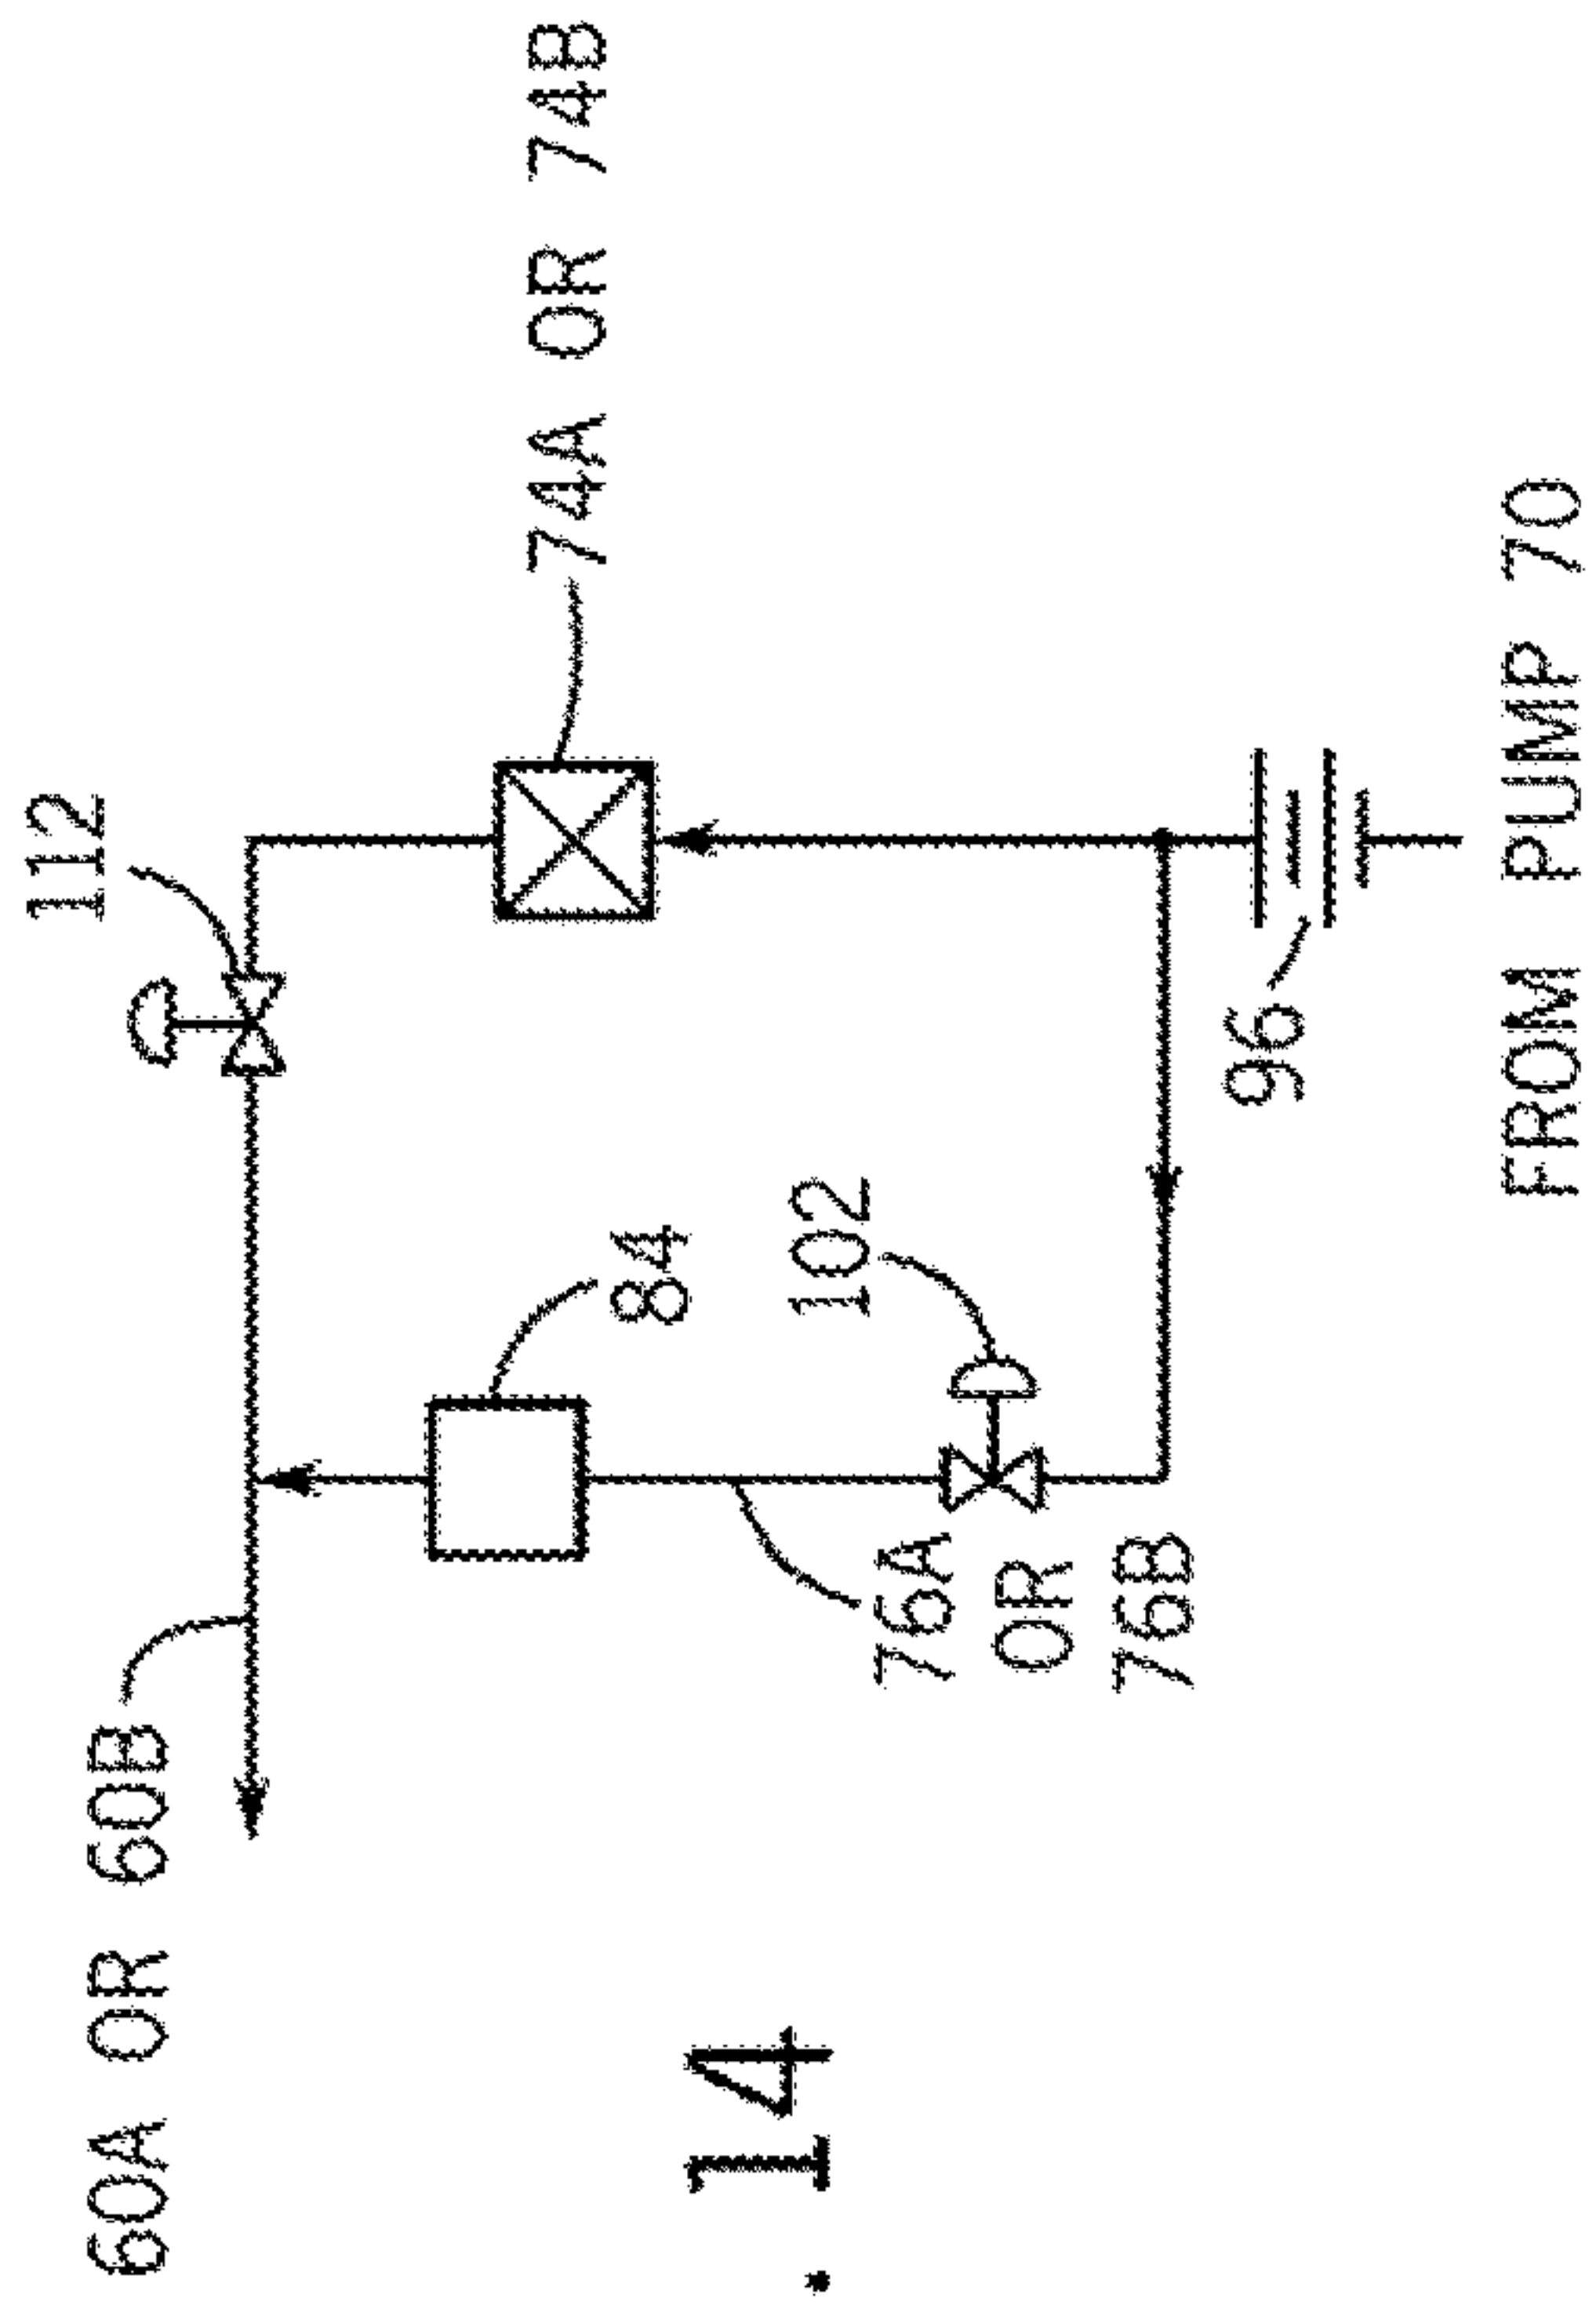 60A OR 60B
112
74A OR 74B
84
102
76A
OR
76B
96
FROM PUMP 70
. 14